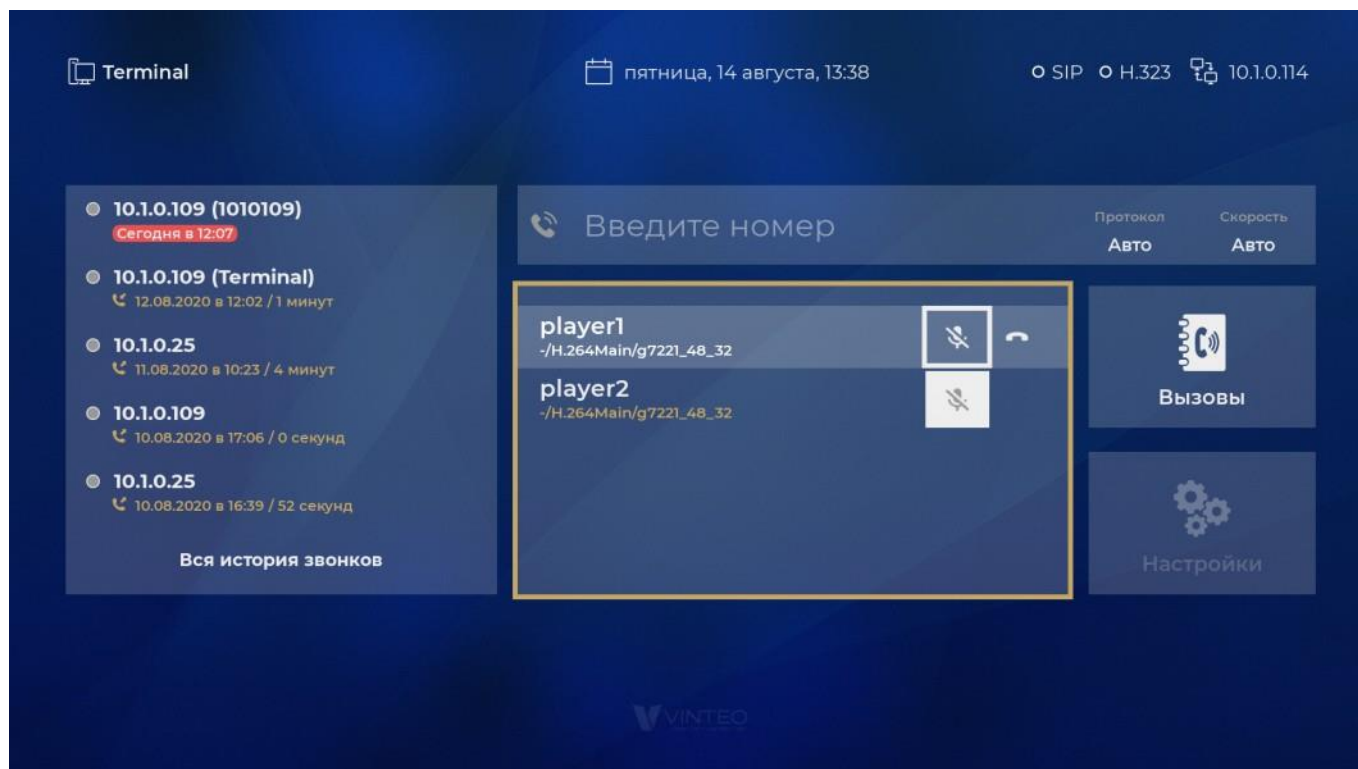 Terminal
пятница, 14 августа, 13:38
SIP
H.323
10.1.0.114
10.1.0.109 (1010109)
Сегодня в 12:07
10.1.0.109 (Terminal)
12.08.2020 в 12:02 / 1 минут
10.1.0.25
11.08.2020 в 10:23 / 4 минут
10.1.0.109
10.08.2020 в 17:06 / 0 секунд
10.1.0.25
10.08.2020 в 16:39 / 52 секунд
Вся история звонков
Введите номер
Протокол
Авто
Скорость
Авто
player1
-/H.264Main/g7221_48_32
player2
-/H.264Main/g7221_48_32
Вызовы
Настройки
VINTEO